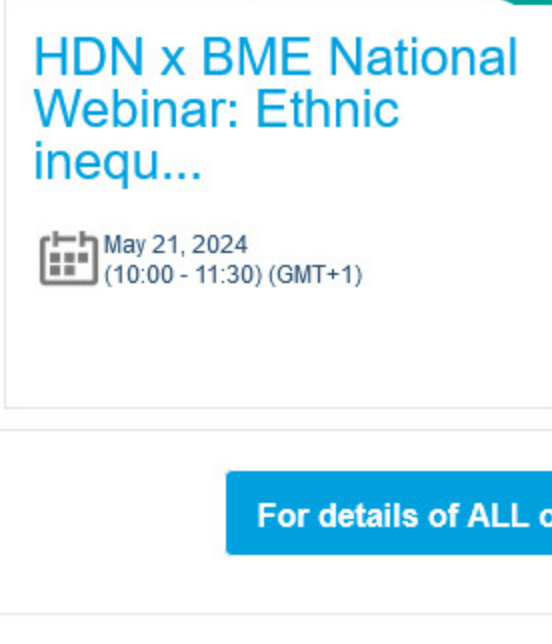 HDN x BME National
Webinar: Ethnic
inequ...
May 21, 2024
(10:00 - 11:30) (GMT+1)
For details of ALL